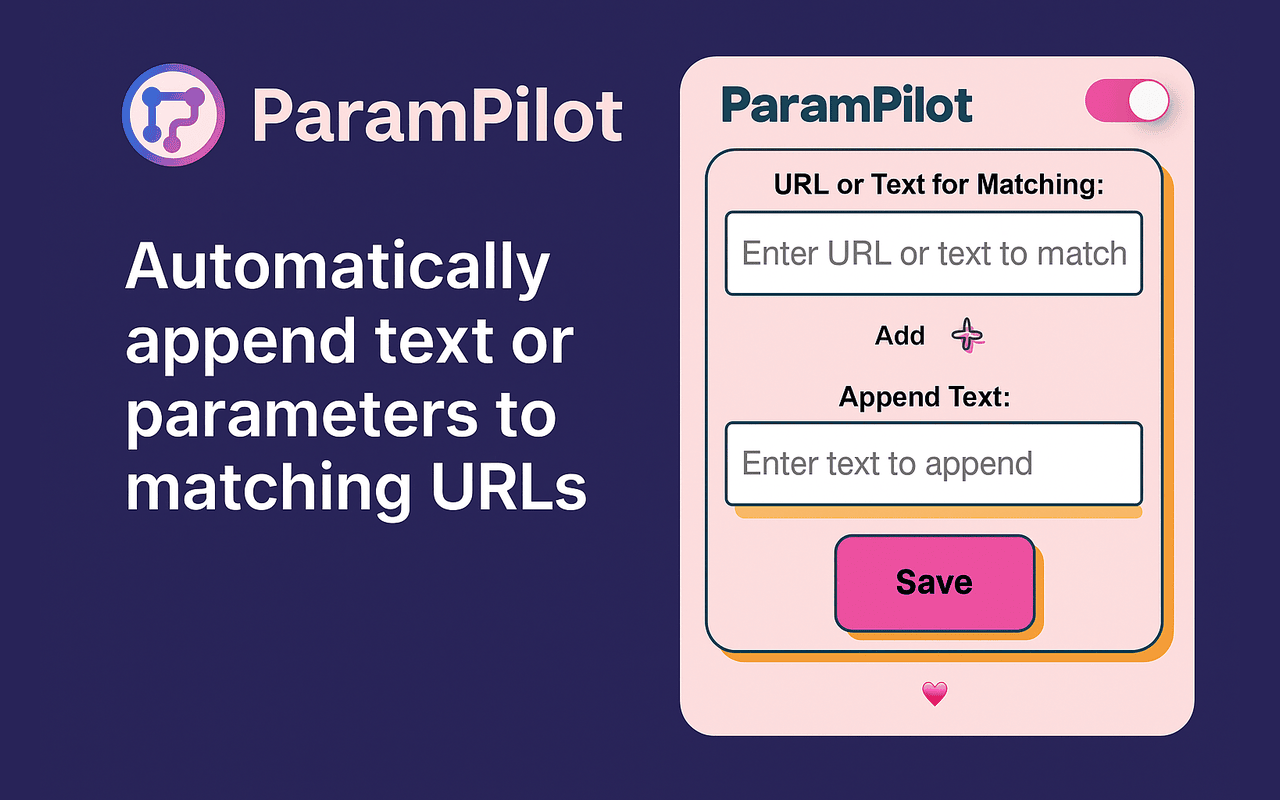 ParamPilot
Automatically
append text or
parameters to
matching URLs
ParamPilot
URL or Text for Matching:
Enter URL or text to match
Add
Append Text:
Enter text to append
Save